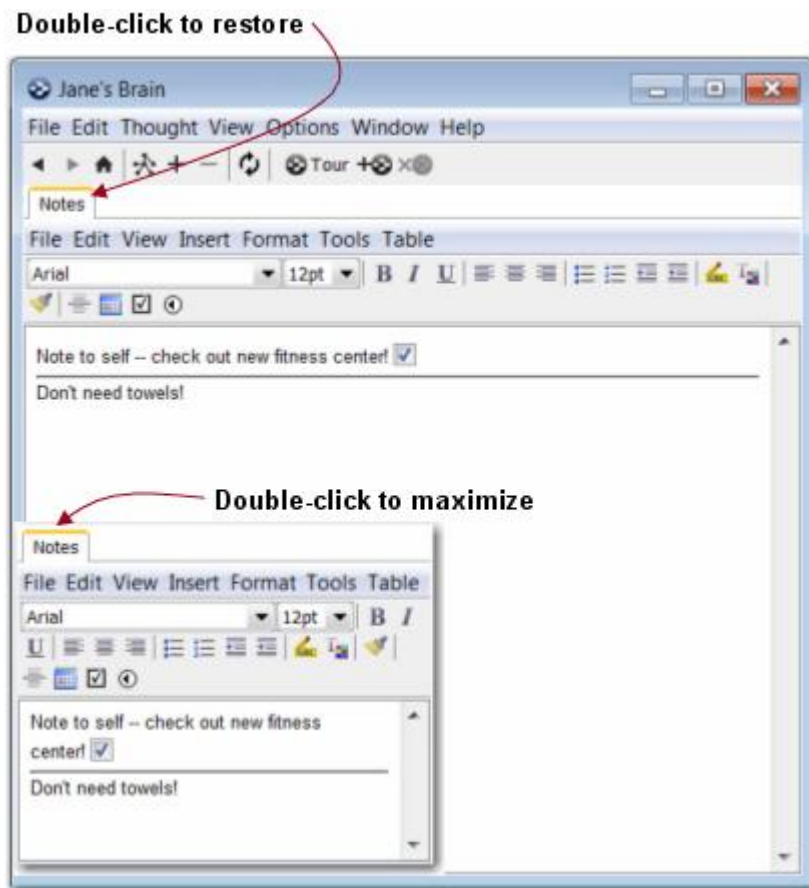 Double-click to restore
Jane's Brain
File Edit Thought View Options Window Help
Tour
Notes
File Edit View Insert Format Tools Table
Arial 12pt B I U
Note to self -- check out new fitness center!
Don't need towels!
Double-click to maximize
Notes
File Edit View Insert Format Tools Table
Arial 12pt B I
U
Note to self -- check out new fitness
center!
Don't need towels!